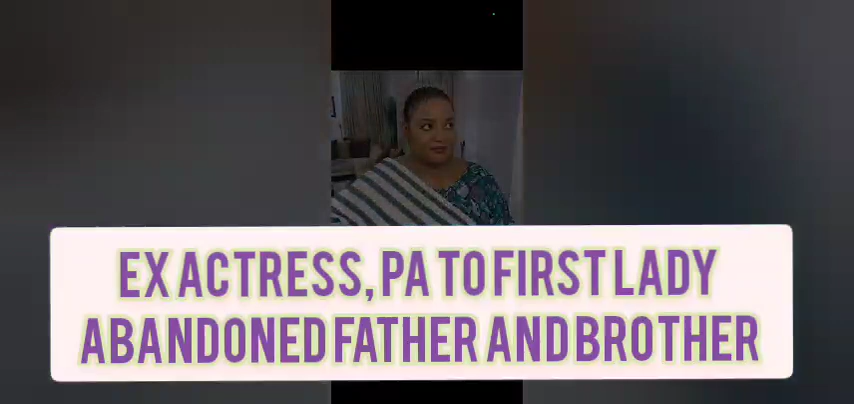 EX ACTRESS, PA TO FIRST LADY
ABANDONED FATHER AND BROTHER